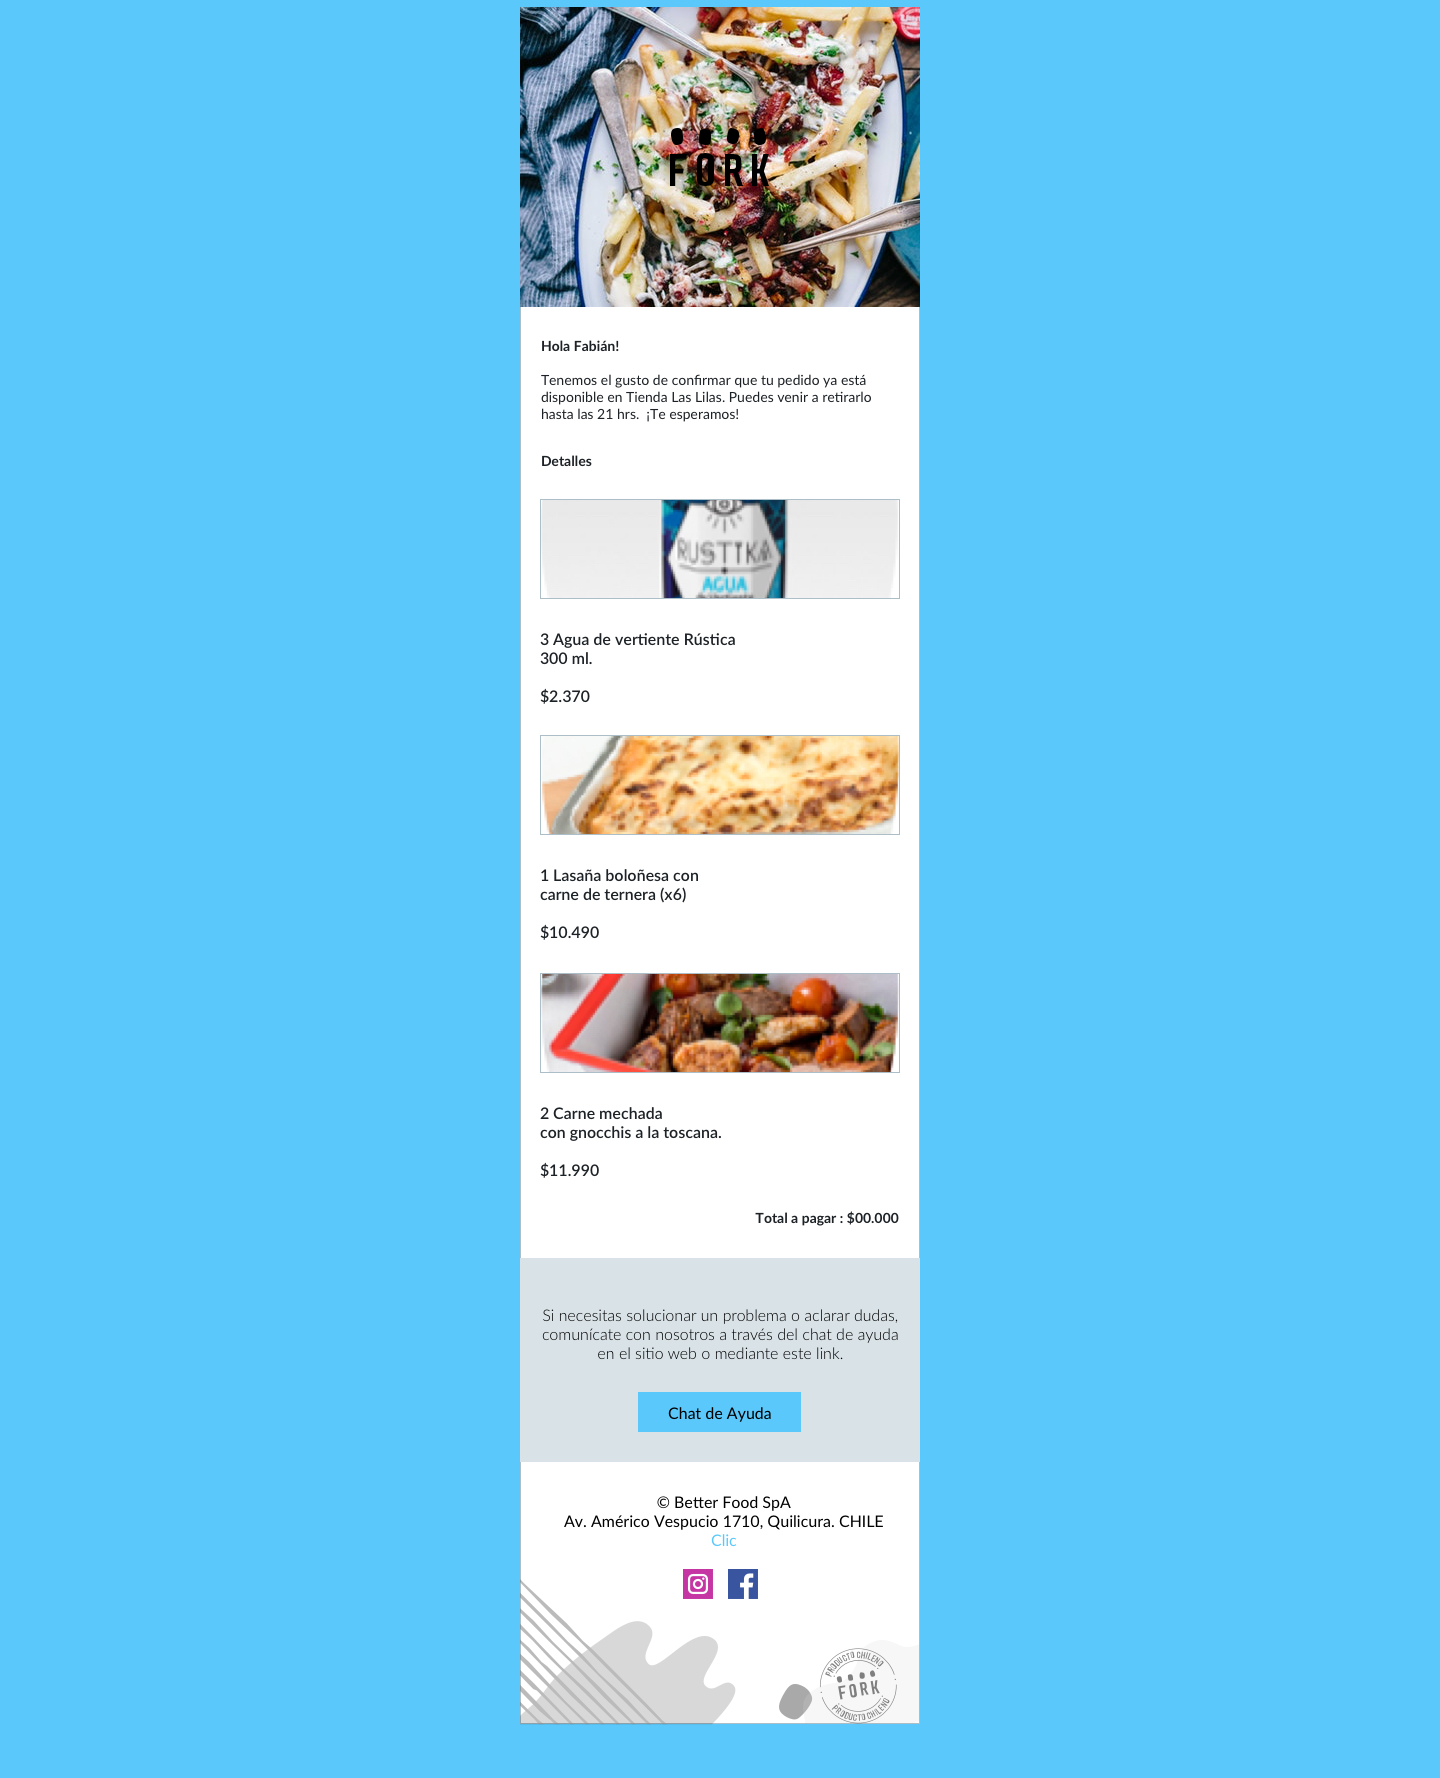 FORK
Hola Fabián!
Tenemos el gusto de confirmar que tu pedido ya está
disponible en Tienda Las Lilas. Puedes venir a retirarlo
hasta las 21 hrs.  ¡Te esperamos!
Detalles
RUSTIKA
AGUA
3 Agua de vertiente Rústica
300 ml.
$2.370
1 Lasaña boloñesa con
carne de ternera (x6)
$10.490
2 Carne mechada
con gnocchis a la toscana.
$11.990
Total a pagar : $00.000
Si necesitas solucionar un problema o aclarar dudas,
comunícate con nosotros a través del chat de ayuda
en el sitio web o mediante este link.
Chat de Ayuda
© Better Food SpA
Av. Américo Vespucio 1710, Quilicura. CHILE
Clic
PRODUCTO CHILENO
FORK
PRODUCTO CHILENO